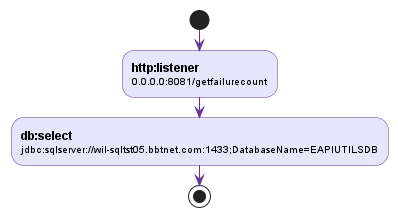 http:listener
0.0.0.0:8081/getfailurecount
db:select
jdbc:sqlserver://wil-sqltst05.bbtnet.com:1433;DatabaseName=EAPIUTILSDB